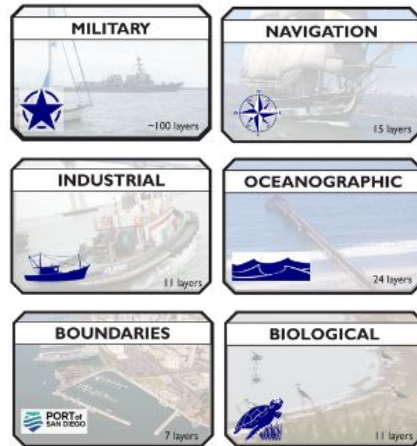 MILITARY
~100 layers
NAVIGATION
15 layers
INDUSTRIAL
11 layers
OCEANOGRAPHIC
24 layers
BOUNDARIES
PORT of
SAN DIEGO
7 layers
BIOLOGICAL
11 layers